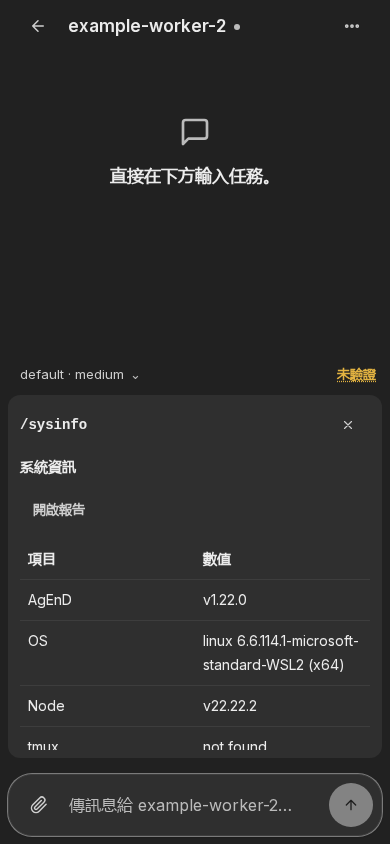 example-worker-2
直接在下方輸入任務。
default · medium
未驗證
/sysinfo
系統資訊
開啟報告
項目 數值
AgEnD v1.22.0
OS linux 6.6.114.1-microsoft-
standard-WSL2 (x64)
Node v22.22.2
tmux not found
傳訊息給 example-worker-2…